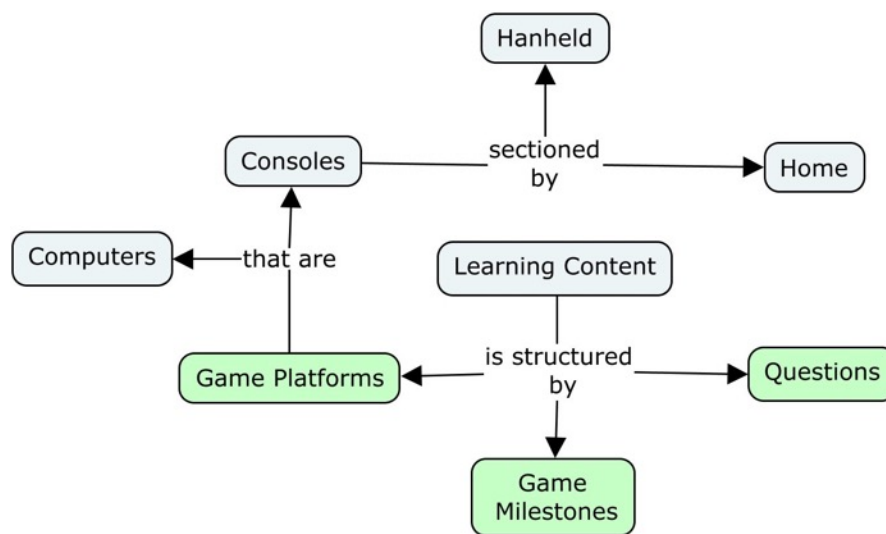 Hanheld
Consoles
sectioned
by
Home
Computers
that are
Learning Content
Game Platforms
is structured
by
Questions
Game
Milestones